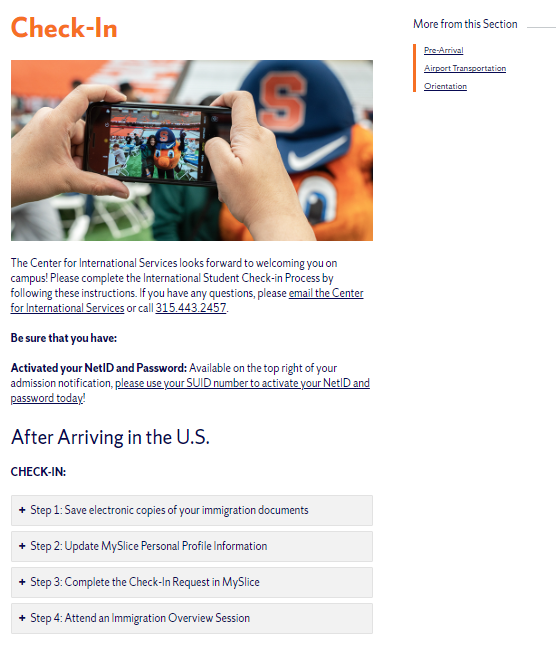 Check-In
More from this Section
Pre-Arrival
Airport Transportation
Orientation
S
The Center for International Services looks forward to welcoming you on
campus! Please complete the International Student Check-in Process by
following these instructions. If you have any questions, please email the Center
for International Services or call 315.443.2457.
Be sure that you have:
Activated your NetID and Password: Available on the top right of your
admission notification, please use your SUID number to activate your NetID and
password today!
After Arriving in the U.S.
CHECK-IN:
+ Step 1: Save electronic copies of your immigration documents
+ Step 2: Update MySlice Personal Profile Information
+ Step 3: Complete the Check-In Request in MySlice
+ Step 4: Attend an Immigration Overview Session